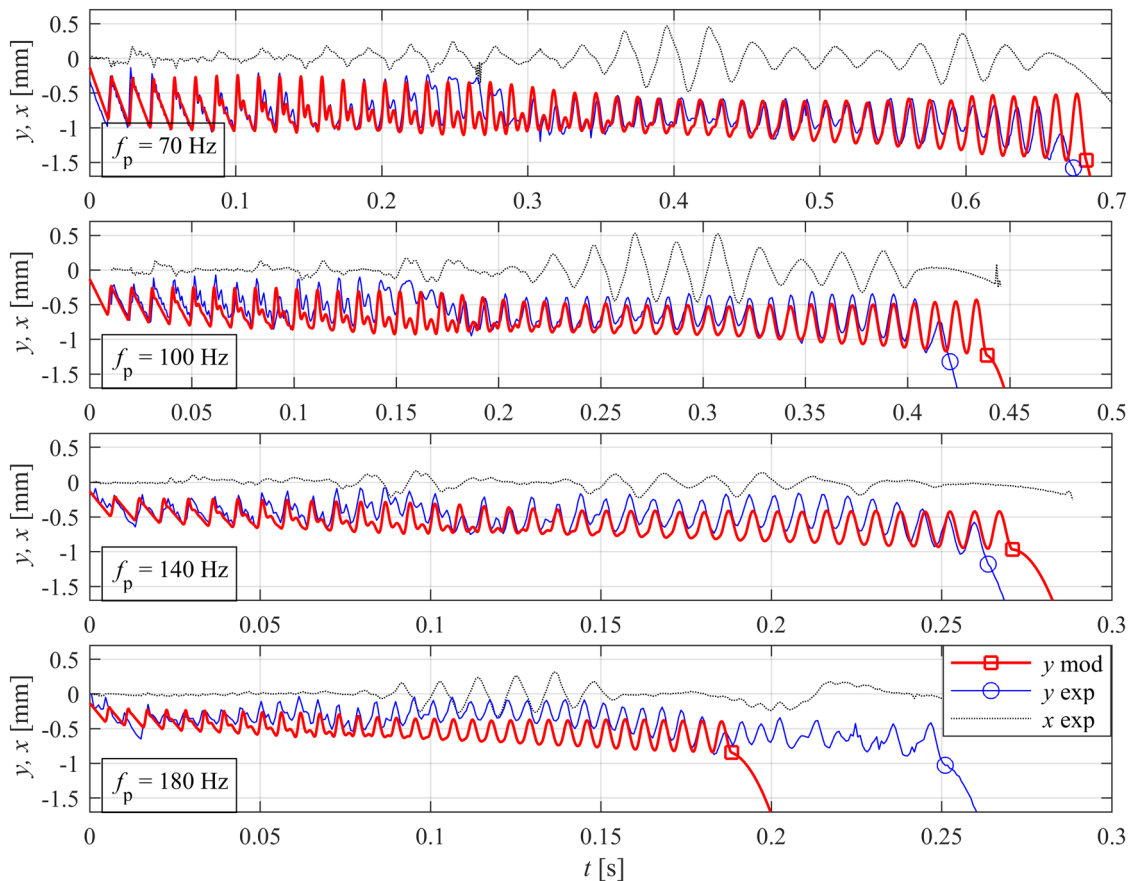 0.5
0
-0.5
-1
-1.5
y, x [mm]
f_p = 70 Hz
0 0.1 0.2 0.3 0.4 0.5 0.6 0.7
0.5
0
-0.5
-1
-1.5
y, x [mm]
f_p = 100 Hz
0 0.05 0.1 0.15 0.2 0.25 0.3 0.35 0.4 0.45 0.5
0.5
0
-0.5
-1
-1.5
y, x [mm]
f_p = 140 Hz
0 0.05 0.1 0.15 0.2 0.25 0.3
0.5
0
-0.5
-1
-1.5
y, x [mm]
y mod
y exp
x exp
f_p = 180 Hz
0 0.05 0.1 0.15 0.2 0.25 0.3
t [s]